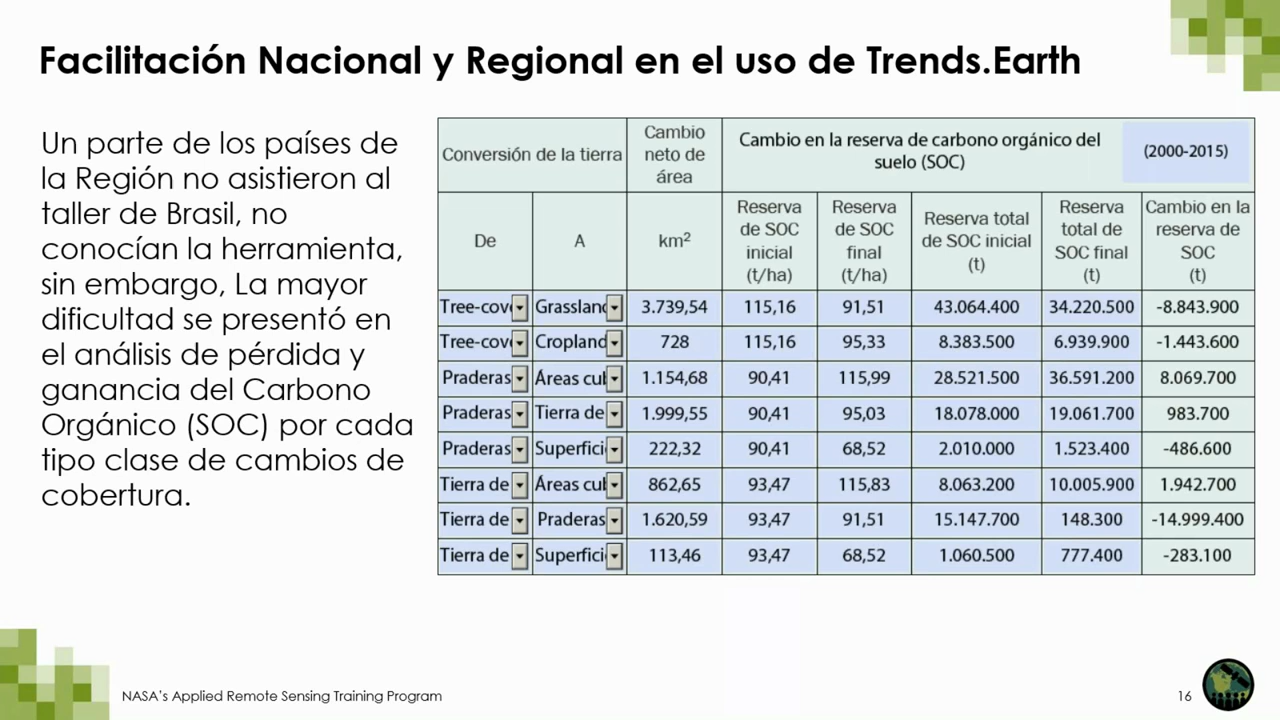 Facilitación Nacional y Regional en el uso de Trends.Earth
Un parte de los países de
la Región no asistieron al
taller de Brasil, no
conocían la herramienta,
sin embargo, La mayor
dificultad se presentó en
el análisis de pérdida y
ganancia del Carbono
Orgánico (SOC) por cada
tipo clase de cambios de
cobertura.
Conversión de la tierra Cambio neto de área Cambio en la reserva de carbono orgánico del suelo (SOC) (2000-2015)
De A km² Reserva de SOC inicial (t/ha) Reserva de SOC final (t/ha) Reserva total de SOC inicial (t) Reserva total de SOC final (t) Cambio en la reserva de SOC (t)
Tree-cov Grassland 3.739,54 115,16 91,51 43.064.400 34.220.500 -8.843.900
Tree-cov Cropland 728 115,16 95,33 8.383.500 6.939.900 -1.443.600
Praderas Áreas cul 1.154,68 90,41 115,99 28.521.500 36.591.200 8.069.700
Praderas Tierra de 1.999,55 90,41 95,03 18.078.000 19.061.700 983.700
Praderas Superfici 222,32 90,41 68,52 2.010.000 1.523.400 -486.600
Tierra de Áreas cul 862,65 93,47 115,83 8.063.200 10.005.900 1.942.700
Tierra de Praderas 1.620,59 93,47 91,51 15.147.700 148.300 -14.999.400
Tierra de Superfici 113,46 93,47 68,52 1.060.500 777.400 -283.100
NASA's Applied Remote Sensing Training Program
16